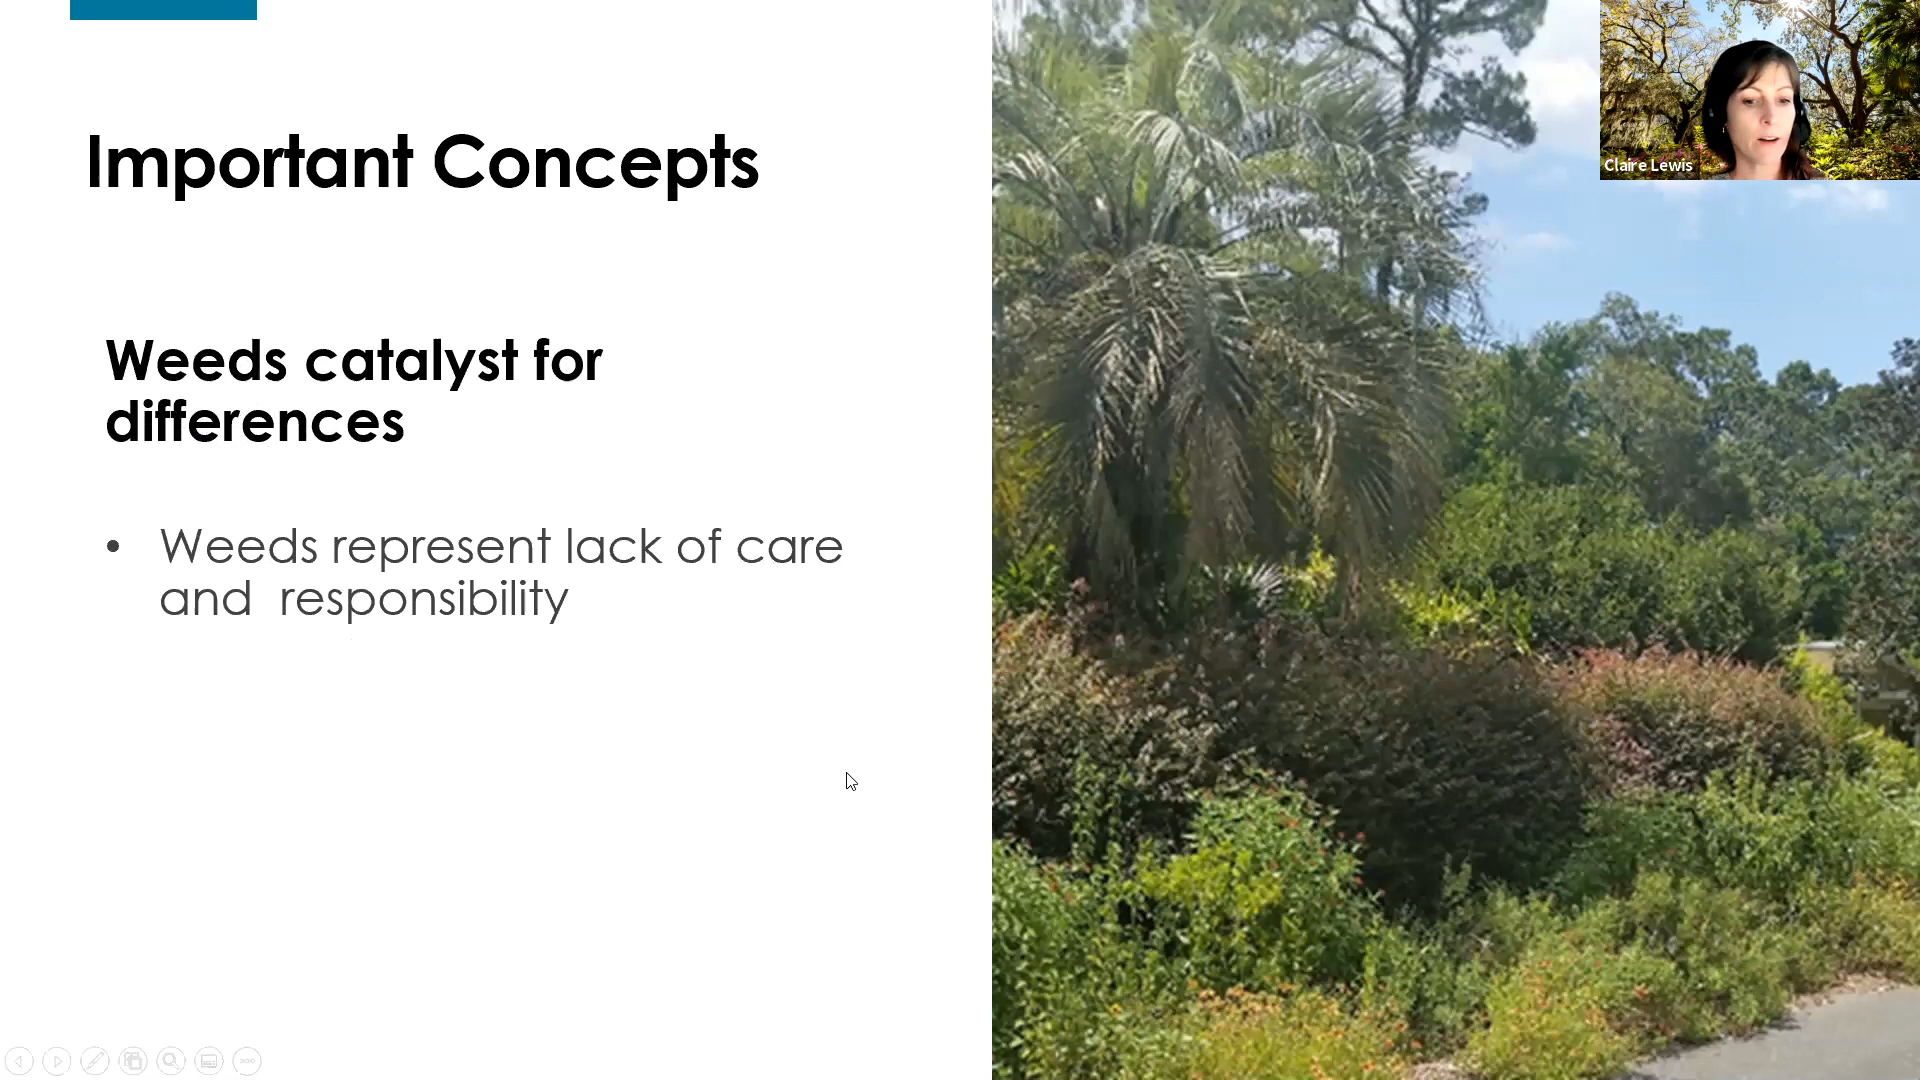 Important Concepts
Claire Lewis
Weeds catalyst for
differences
• Weeds represent lack of care
and  responsibility